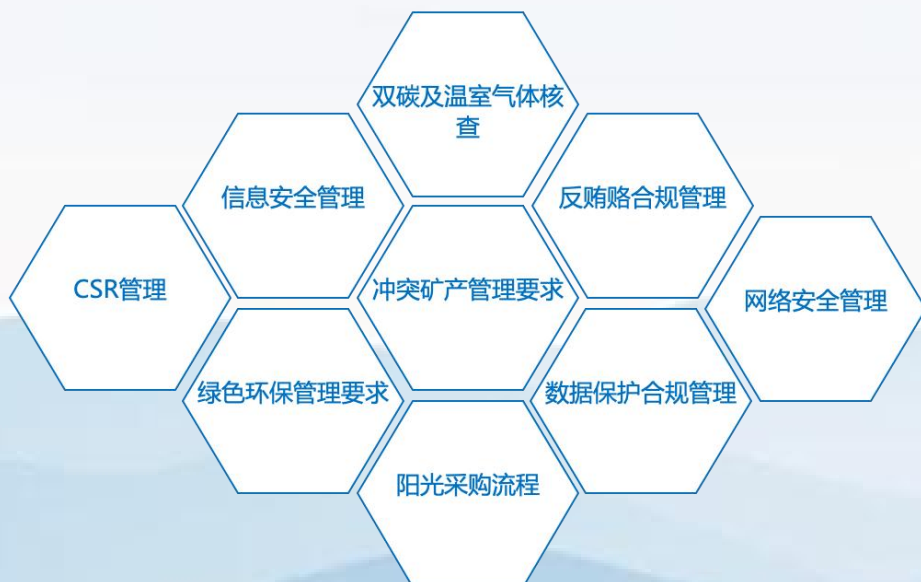 双碳及温室气体核
查
信息安全管理
反贿赂合规管理
CSR管理
冲突矿产管理要求
网络安全管理
绿色环保管理要求
数据保护合规管理
阳光采购流程